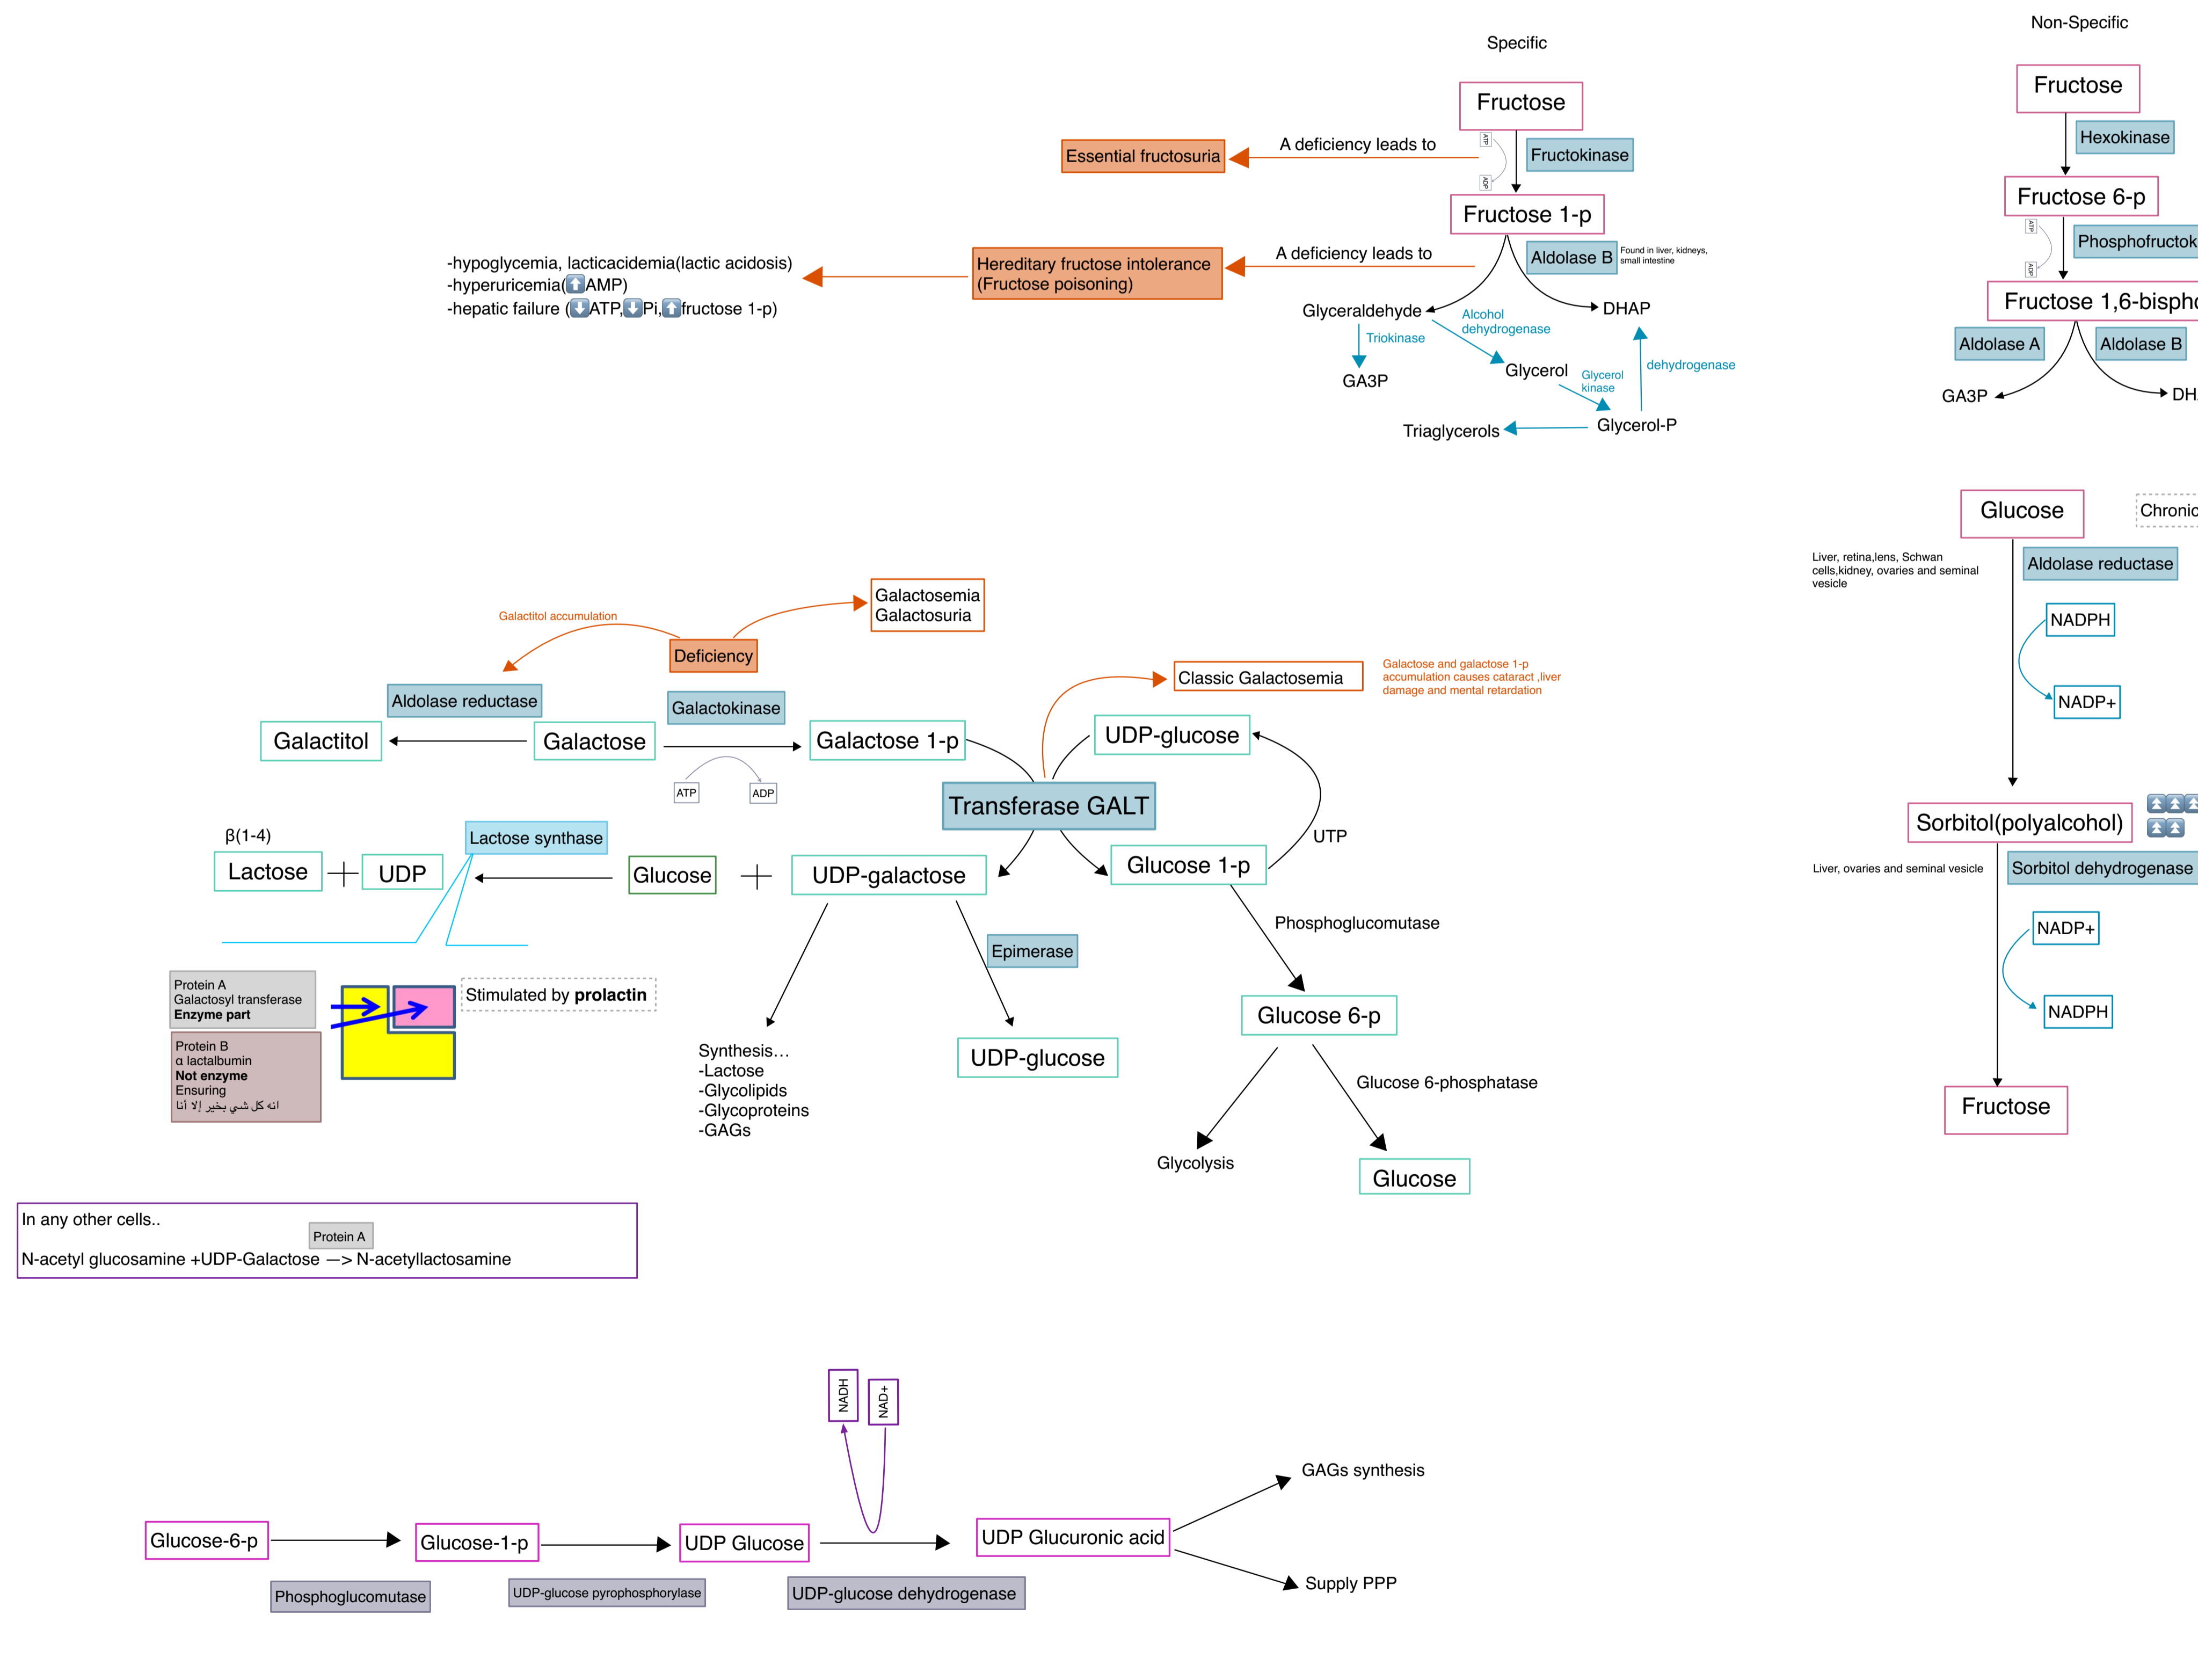 Specific
Fructose
ATP
ADP
Fructokinase
A deficiency leads to
Essential fructosuria
Fructose 1-p
Aldolase B
Found in liver, kidneys,
small intestine
A deficiency leads to
Hereditary fructose intolerance
(Fructose poisoning)
-hypoglycemia, lacticacidemia(lactic acidosis)
-hyperuricemia(⬆️AMP)
-hepatic failure (⬇️ATP,⬇️Pi,⬆️fructose 1-p)
Glyceraldehyde
DHAP
Triokinase
Alcohol
dehydrogenase
GA3P
Glycerol
Glycerol
kinase
dehydrogenase
Glycerol-P
Triaglycerols
Non-Specific
Fructose
Hexokinase
Fructose 6-p
ATP
ADP
Phosphofructok
Fructose 1,6-bispho
Aldolase A
Aldolase B
GA3P
DH
Glucose
Chronic
Liver, retina,lens, Schwan
cells,kidney, ovaries and seminal
vesicle
Aldolase reductase
NADPH
NADP+
Sorbitol(polyalcohol)
Liver, ovaries and seminal vesicle
Sorbitol dehydrogenase
NADP+
NADPH
Fructose
Galactitol accumulation
Galactosemia
Galactosuria
Deficiency
Aldolase reductase
Galactokinase
Galactitol
Galactose
Galactose 1-p
ATP
ADP
Classic Galactosemia
Galactose and galactose 1-p
accumulation causes cataract ,liver
damage and mental retardation
UDP-glucose
Transferase GALT
UTP
β(1-4)
Lactose + UDP
Lactose synthase
Glucose + UDP-galactose
Glucose 1-p
Phosphoglucomutase
Epimerase
Protein A
Galactosyl transferase
Enzyme part
Protein B
α lactalbumin
Not enzyme
Ensuring
انه كل شي بخير إلا أنا
Stimulated by prolactin
Synthesis…
-Lactose
-Glycolipids
-Glycoproteins
-GAGs
UDP-glucose
Glucose 6-p
Glucose 6-phosphatase
Glycolysis
Glucose
In any other cells..
Protein A
N-acetyl glucosamine +UDP-Galactose —> N-acetyllactosamine
NADH
NAD+
Glucose-6-p
Glucose-1-p
UDP Glucose
UDP Glucuronic acid
GAGs synthesis
Supply PPP
Phosphoglucomutase
UDP-glucose pyrophosphorylase
UDP-glucose dehydrogenase